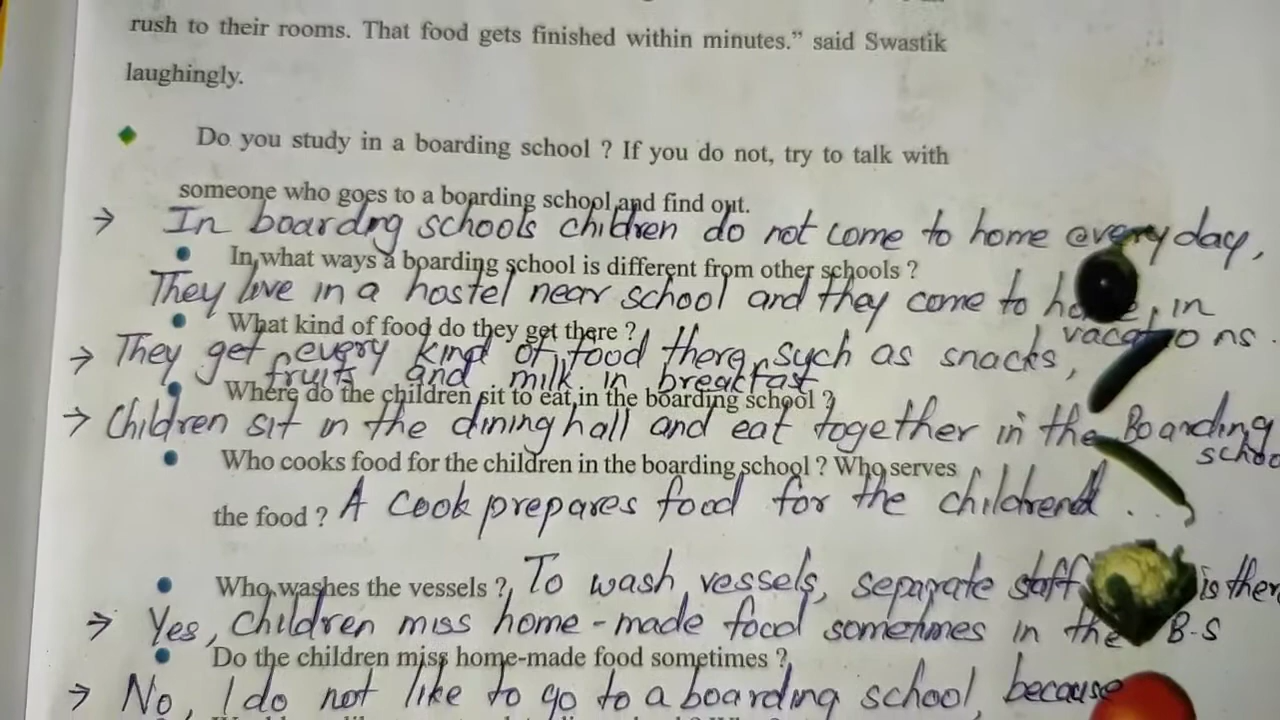 rush to their rooms. That food gets finished within minutes.” said Swastik
laughingly.
Do you study in a boarding school ? If you do not, try to talk with
someone who goes to a boarding school and find out.
→ In boardng schools children do not come to home every day,
• In what ways a boarding school is different from other schools ?
They live in a hostel near school and they come to home, in
vacations.
• What kind of food do they get there ?
→ They get every kind of food there, such as snacks,
fruits and milk in breakfast
• Where do the children sit to eat in the boarding school ?
→ Children sit in the dining hall and eat together in the Boarding
schoo
• Who cooks food for the children in the boarding school ? Who serves
the food ? A cook prepares food for the children
• Who washes the vessels ? To wash vessels, separate staff is ther
→ Yes, children miss home-made food sometimes in the B-S
• Do the children miss home-made food sometimes ?
→ No, I do not like to go to a boarding school, because